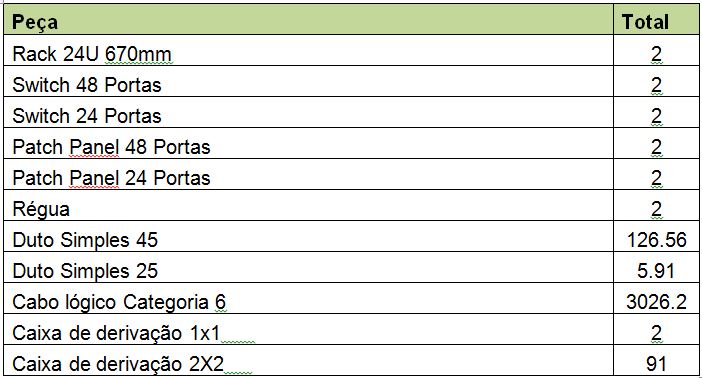 Peça Total
Rack 24U 670mm 2
Switch 48 Portas 2
Switch 24 Portas 2
Patch Panel 48 Portas 2
Patch Panel 24 Portas 2
Régua 2
Duto Simples 45 126.56
Duto Simples 25 5.91
Cabo lógico Categoria 6 3026.2
Caixa de derivação 1x1 2
Caixa de derivação 2X2 91